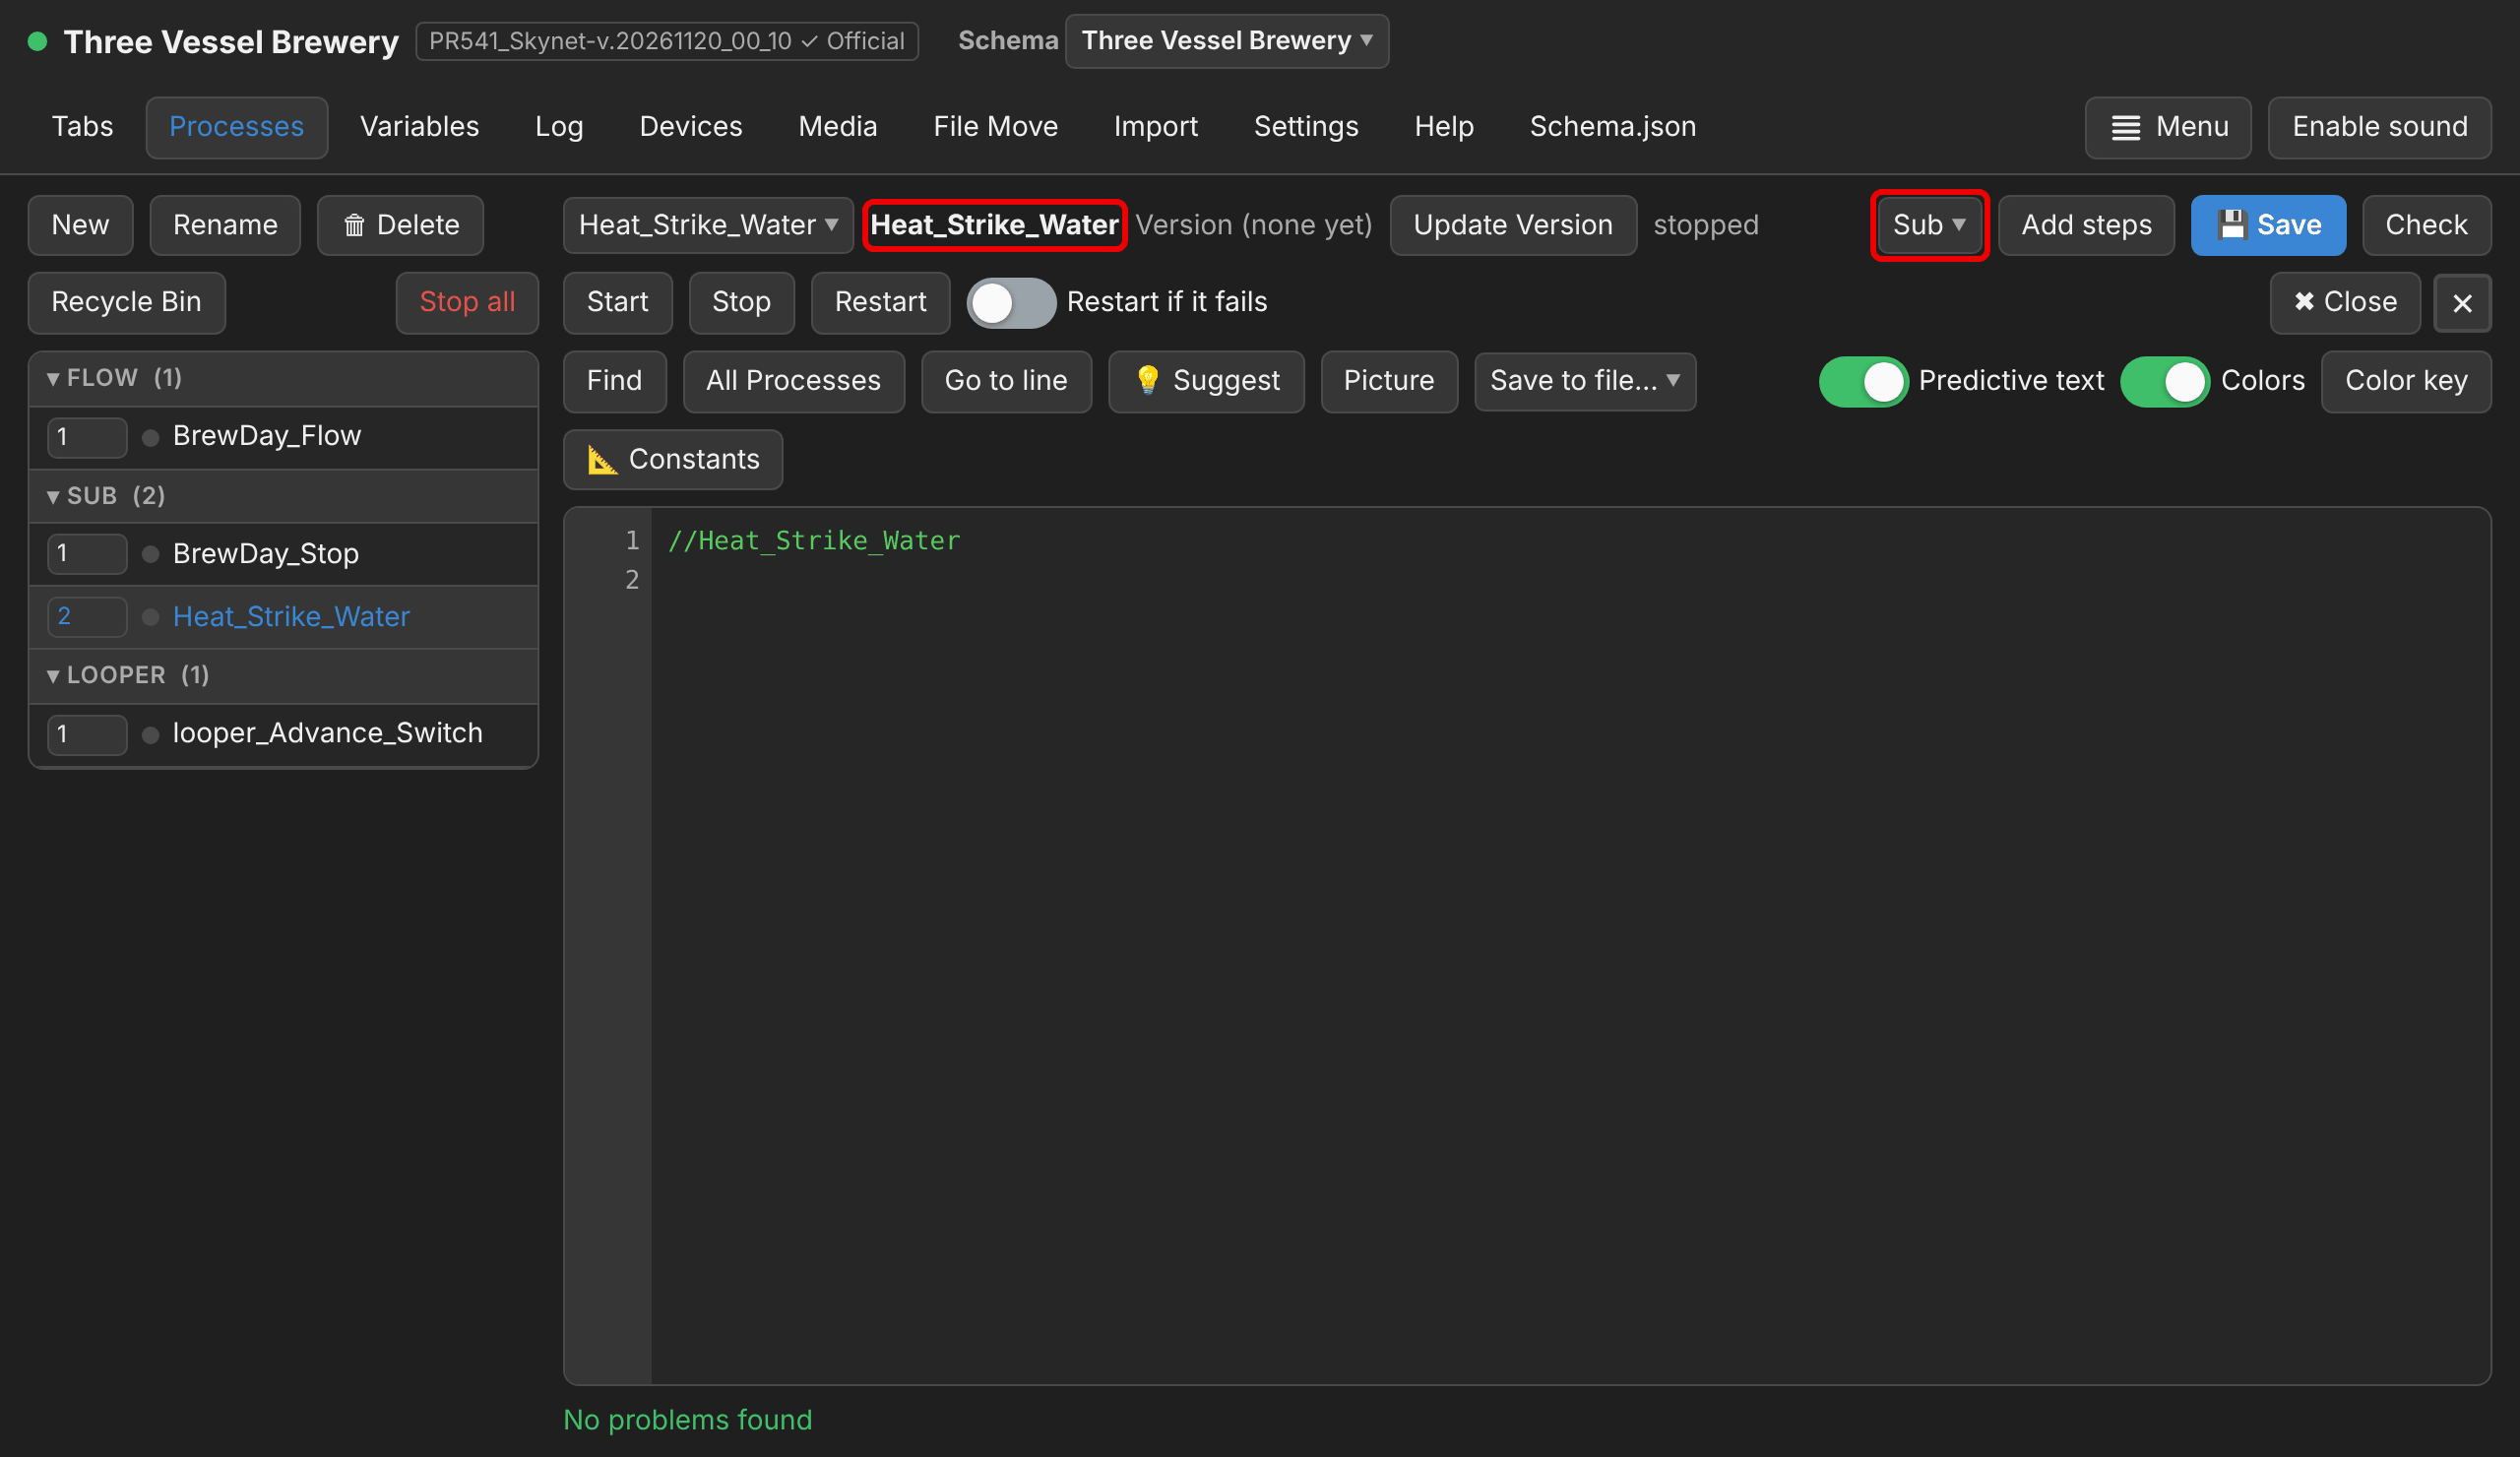 Three Vessel Brewery PR541_Skynet-v.20261120_00_10 ✓ Official Schema Three Vessel Brewery ▼
Tabs Processes Variables Log Devices Media File Move Import Settings Help Schema.json Menu Enable sound
New Rename 🗑 Delete Heat_Strike_Water ▼ Heat_Strike_Water Version (none yet) Update Version stopped Sub ▼ Add steps 💾 Save Check
Recycle Bin Stop all Start Stop Restart Restart if it fails ✖ Close ✕
Find All Processes Go to line 💡 Suggest Picture Save to file... ▼ Predictive text Colors Color key
📐 Constants
▼ FLOW (1)
1 BrewDay_Flow
▼ SUB (2)
1 BrewDay_Stop
2 Heat_Strike_Water
▼ LOOPER (1)
1 looper_Advance_Switch
1 //Heat_Strike_Water
2
No problems found